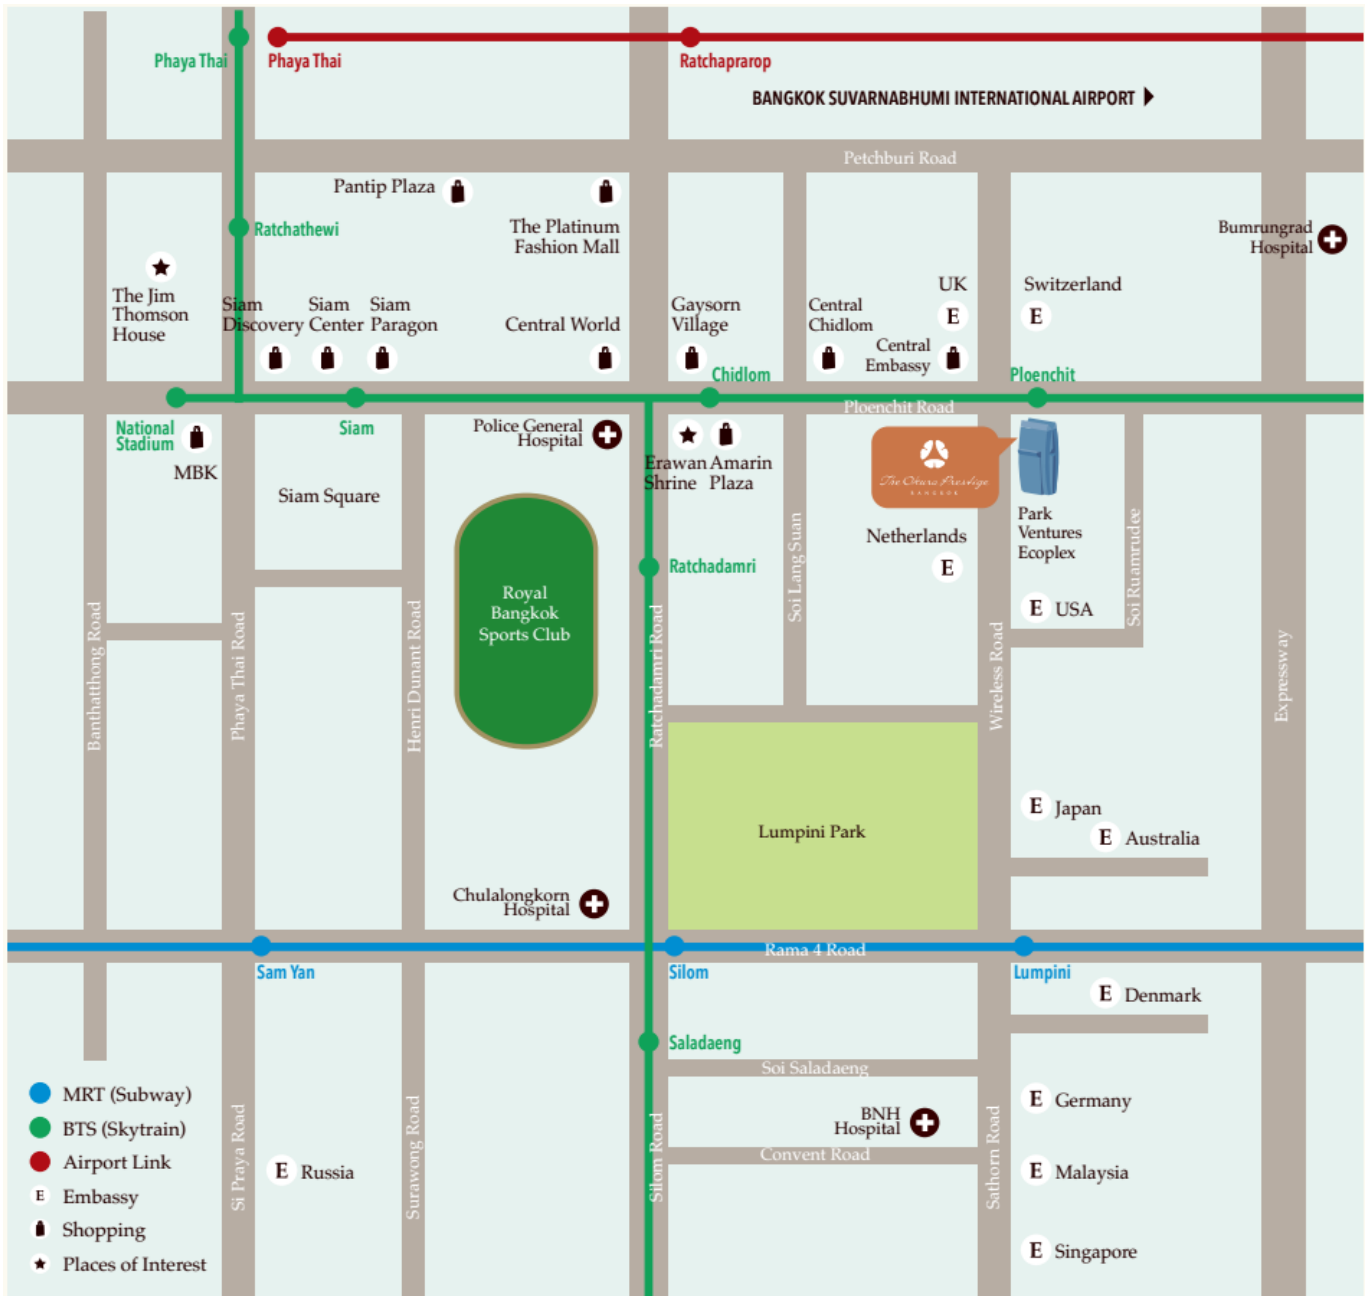 Phaya Thai
Phaya Thai
Ratchaprarop
BANGKOK SUVARNABHUMI INTERNATIONAL AIRPORT
Petchburi Road
Pantip Plaza
The Platinum
Fashion Mall
Ratchathewi
Bumrungrad
Hospital
The Jim
Thomson
House
Siam
Discovery
Siam
Center
Siam
Paragon
Central World
Gaysorn
Village
Central
Chidlom
UK
E
Central
Embassy
Switzerland
E
Chidlom
Ploenchit
Ploenchit Road
National
Stadium
MBK
Siam
Siam Square
Police General
Hospital
Erawan
Shrine
Amarin
Plaza
The Okura Prestige
BANGKOK
Park
Ventures
Ecoplex
Netherlands
E
Ratchadamri
Royal
Bangkok
Sports Club
E USA
Banthatthong Road
Phaya Thai Road
Henri Dunant Road
Ratchadamri Road
Soi Lang Suan
Wireless Road
Soi Ruamrudee
Expressway
Lumpini Park
E Japan
E Australia
Chulalongkorn
Hospital
Rama 4 Road
Sam Yan
Silom
Lumpini
E Denmark
Saladaeng
Soi Saladaeng
BNH
Hospital
Convent Road
E Germany
E Malaysia
E Singapore
E Russia
Si Praya Road
Surawong Road
Silom Road
Sathorn Road
MRT (Subway)
BTS (Skytrain)
Airport Link
E Embassy
Shopping
Places of Interest